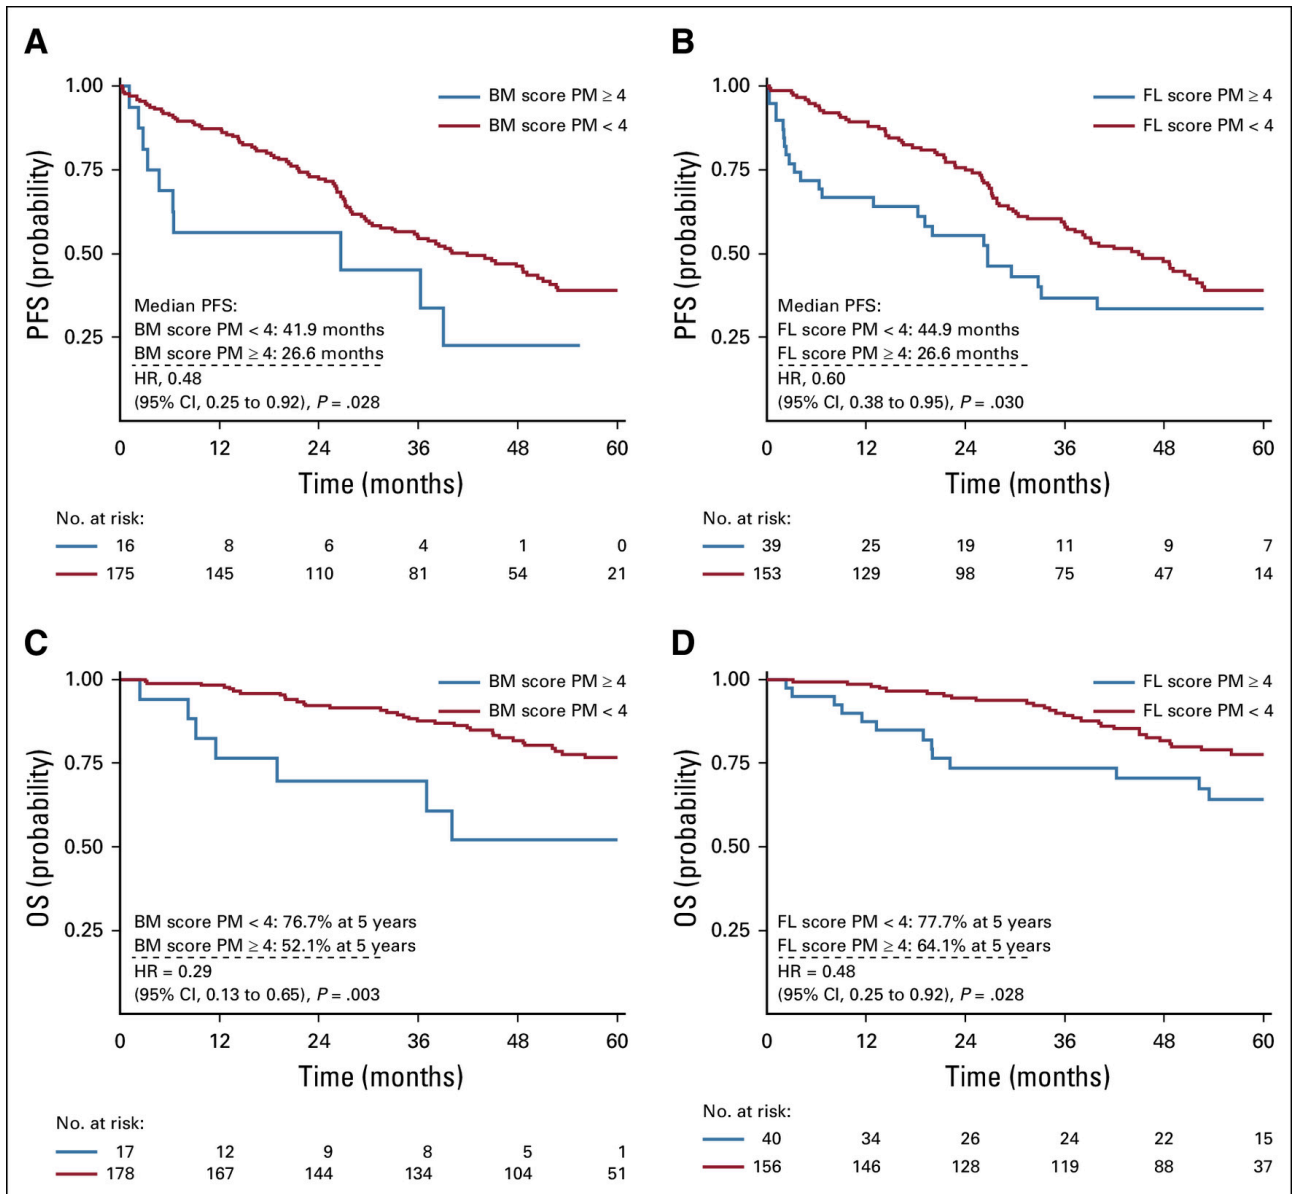 A
PFS (probability)
1.00
0.75
0.50
0.25
BM score PM ≥ 4
BM score PM < 4
Median PFS:
BM score PM < 4: 41.9 months
BM score PM ≥ 4: 26.6 months
HR, 0.48
(95% CI, 0.25 to 0.92), P = .028
0 12 24 36 48 60
Time (months)
No. at risk:
16 8 6 4 1 0
175 145 110 81 54 21
B
PFS (probability)
1.00
0.75
0.50
0.25
FL score PM ≥ 4
FL score PM < 4
Median PFS:
FL score PM < 4: 44.9 months
FL score PM ≥ 4: 26.6 months
HR, 0.60
(95% CI, 0.38 to 0.95), P = .030
0 12 24 36 48 60
Time (months)
No. at risk:
39 25 19 11 9 7
153 129 98 75 47 14
C
OS (probability)
1.00
0.75
0.50
0.25
BM score PM ≥ 4
BM score PM < 4
BM score PM < 4: 76.7% at 5 years
BM score PM ≥ 4: 52.1% at 5 years
HR = 0.29
(95% CI, 0.13 to 0.65), P = .003
0 12 24 36 48 60
Time (months)
No. at risk:
17 12 9 8 5 1
178 167 144 134 104 51
D
OS (probability)
1.00
0.75
0.50
0.25
FL score PM ≥ 4
FL score PM < 4
FL score PM < 4: 77.7% at 5 years
FL score PM ≥ 4: 64.1% at 5 years
HR = 0.48
(95% CI, 0.25 to 0.92), P = .028
0 12 24 36 48 60
Time (months)
No. at risk:
40 34 26 24 22 15
156 146 128 119 88 37